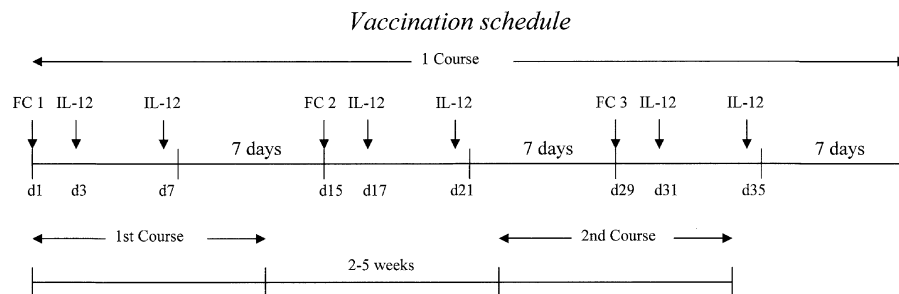 Vaccination schedule
1 Course
FC 1 IL-12 IL-12 FC 2 IL-12 IL-12 FC 3 IL-12 IL-12
7 days 7 days 7 days
d1 d3 d7 d15 d17 d21 d29 d31 d35
1st Course 2nd Course
2-5 weeks